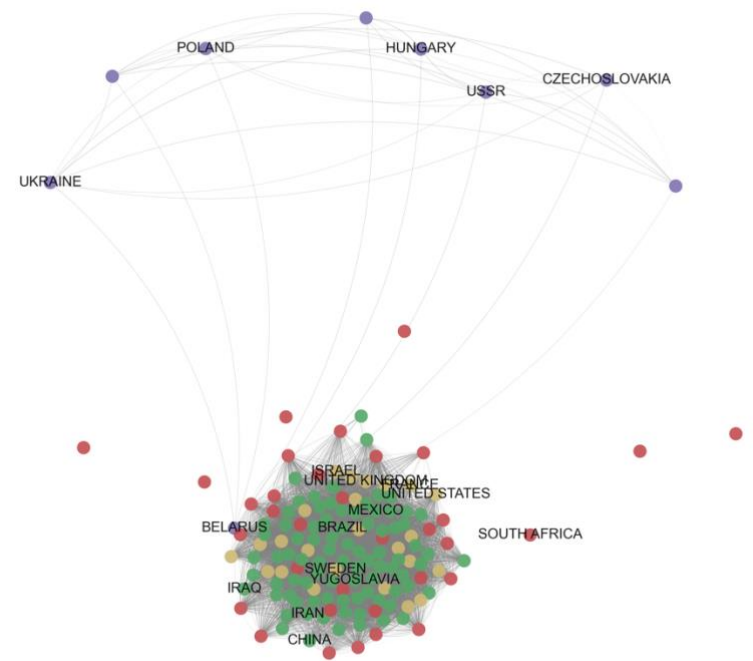 POLAND
HUNGARY
CZECHOSLOVAKIA
USSR
UKRAINE
ISRAEL
UNITED KINGDOM
FRANCE
UNITED STATES
MEXICO
BELARUS
BRAZIL
SOUTH AFRICA
SWEDEN
YUGOSLAVIA
IRAQ
IRAN
CHINA